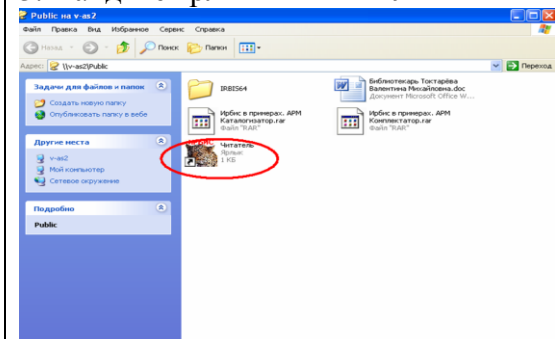 Public на v-as2
Файл Правка Вид Избранное Сервис Справка
Назад Поиск Папки
Адрес: \\v-as2\Public Переход
Задачи для файлов и папок
Создать новую папку
Опубликовать папку в вебе
Другие места
v-as2
Мой компьютер
Сетевое окружение
Подробно
Public
IRBIS64
Библиотекарь Токтарёва
Валентина Михайловна.doc
Документ Microsoft Office W...
Ирбис в примерах. АРМ
Каталогизатор.rar
Файл "RAR"
Ирбис в примерах. АРМ
Комплектатор.rar
Файл "RAR"
Читатель
Ярлык
1 КБ